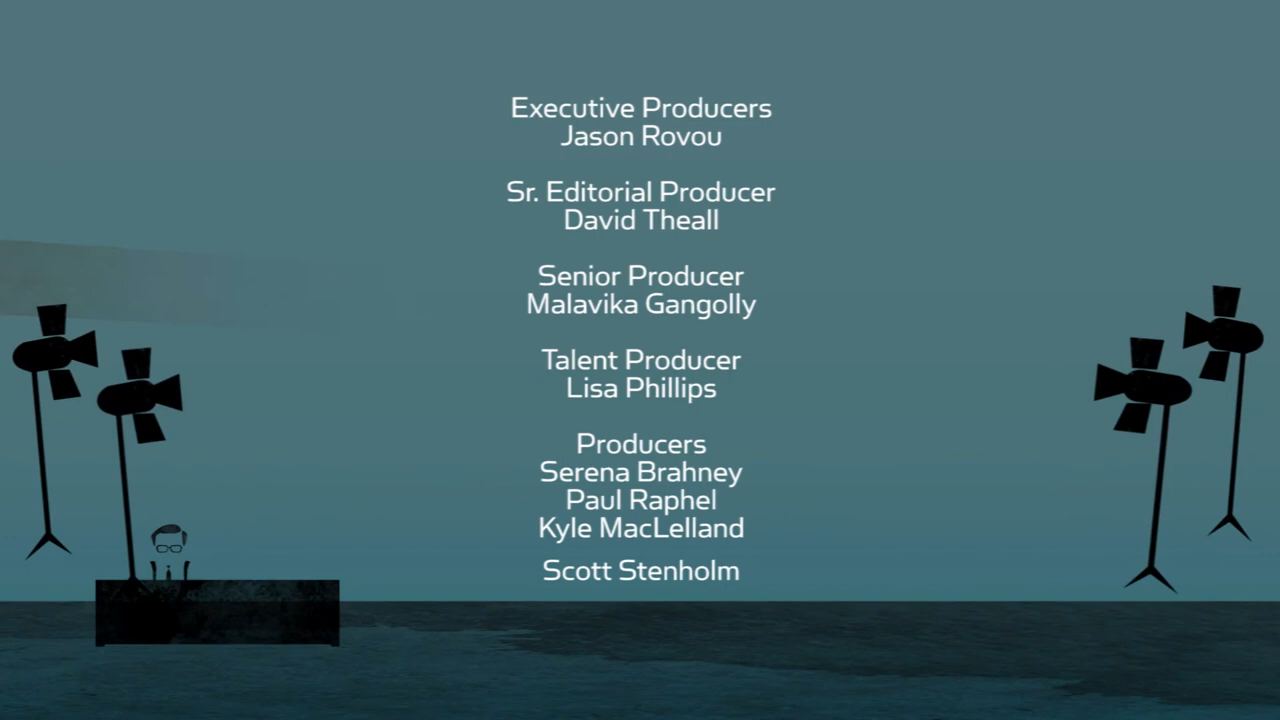 Executive Producers
Jason Rovou
Sr. Editorial Producer
David Theall
Senior Producer
Malavika Gangolly
Talent Producer
Lisa Phillips
Producers
Serena Brahney
Paul Raphel
Kyle MacLelland
Scott Stenholm